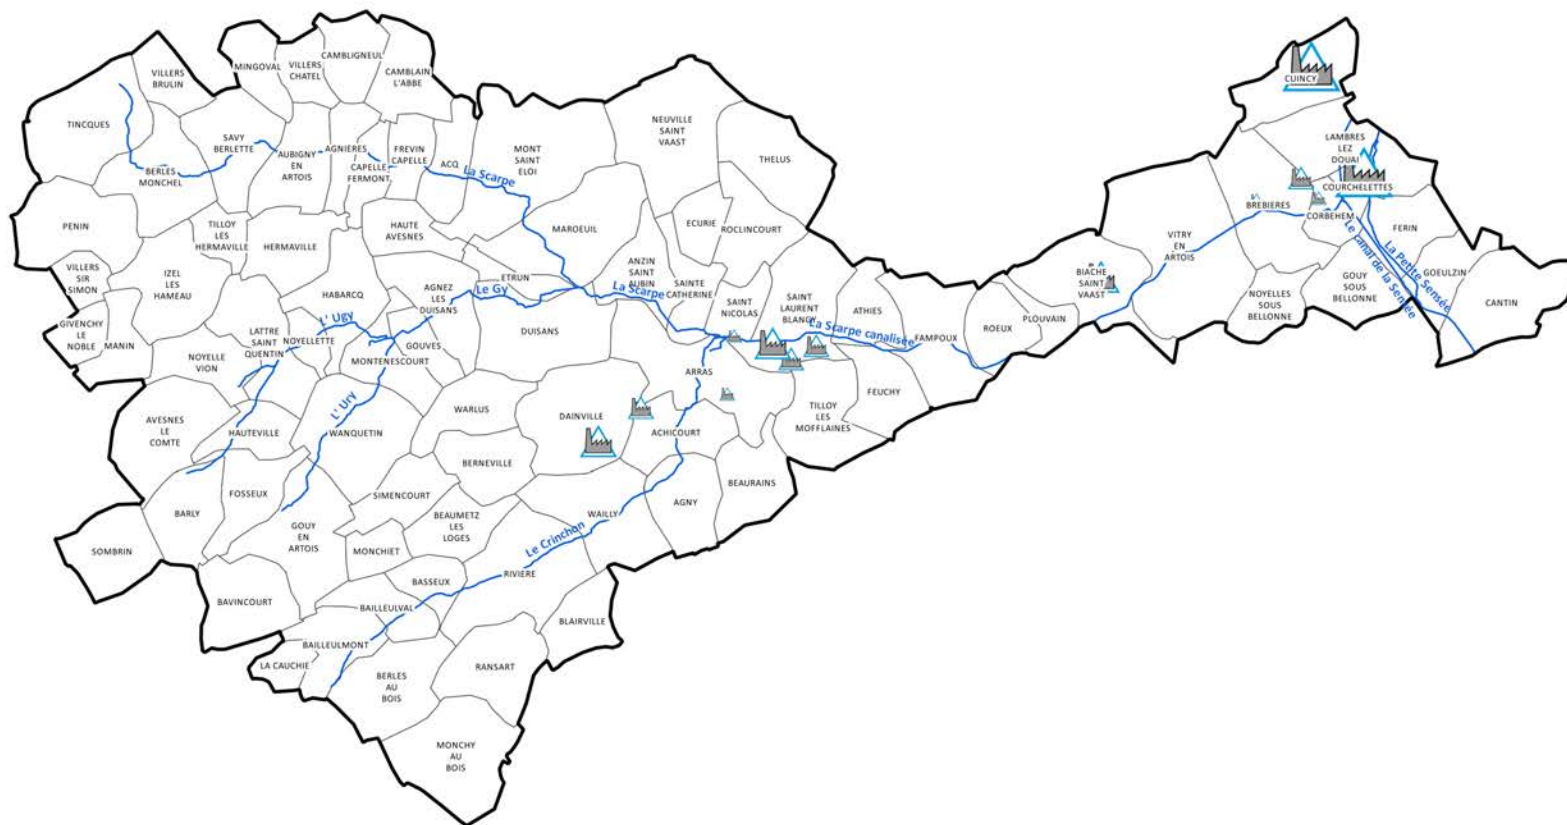 CAMBLIGNEUL
MINGOVAL
VILLERS
CHATEL
VILLERS
BRULIN
CAMBLAIN
L'ABBE
CUINCY
TINCQUES
NEUVILLE
SAINT
VAAST
SAVY
BERLETTE
AUBIGNY
EN
ARTOIS
AGNIÈRES
FREVIN
CAPELLE
ACQ
MONT
SAINT
ELOI
THELUS
LAMBRES
LEZ
DOUAI
BERLES
MONCHEL
CAPELLE
FERMONT
La Scarpe
COURCHELETTES
BREBIERES
CORBEHEM
PENIN
TILLOY
LES
HERMAVILLE
HERMAVILLE
HAUTE
AVESNES
MAROEUIL
ECURIE
ROCLINCOURT
VITRY
EN
ARTOIS
FERIN
Le canal de la Sensée
La Petite Sensée
VILLERS
SIR
SIMON
IZEL
LES
HAMEAU
HABARCQ
AGNEZ
LES
DUISANS
ETRUN
Le Gy
ANZIN
SAINT
AUBIN
SAINTE
CATHERINE
La Scarpe
SAINT
NICOLAS
SAINT
LAURENT
BLANGY
ATHIES
BIACHE
SAINT
VAAST
NOYELLES
SOUS
BELLONNE
GOUY
SOUS
BELLONNE
GOEULZIN
CANTIN
GIVENCHY
LE
NOBLE
MANIN
LATTRE
SAINT
QUENTIN
L' Ugy
NOYELLETTE
GOUVES
DUISANS
La Scarpe canalisée
FAMPOUX
ROEUX
PLOUVAIN
NOYELLE
VION
MONTENESCOURT
ARRAS
FEUCHY
AVESNES
LE
COMTE
HAUTEVILLE
L' Ury
WANQUETIN
WARLUS
DAINVILLE
ACHICOURT
TILLOY
LES
MOFFLAINES
BERNEVILLE
FOSSEUX
SIMENCOURT
BEAURAINS
AGNY
BARLY
GOUY
EN
ARTOIS
BEAUMETZ
LES
LOGES
WAILLY
SOMBRIN
MONCHIET
Le Crinchon
BASSEUX
RIVIERE
BAVINCOURT
BAILLEULVAL
BLAIRVILLE
BAILLEULMONT
LA CAUCHIE
BERLES
AU
BOIS
RANSART
MONCHY
AU
BOIS